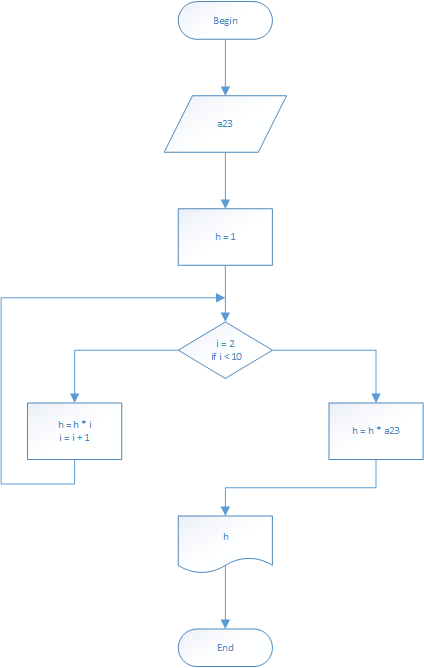 Begin
a23
h = 1
i = 2
if i < 10
h = h * i
i = i + 1
h = h * a23
h
End